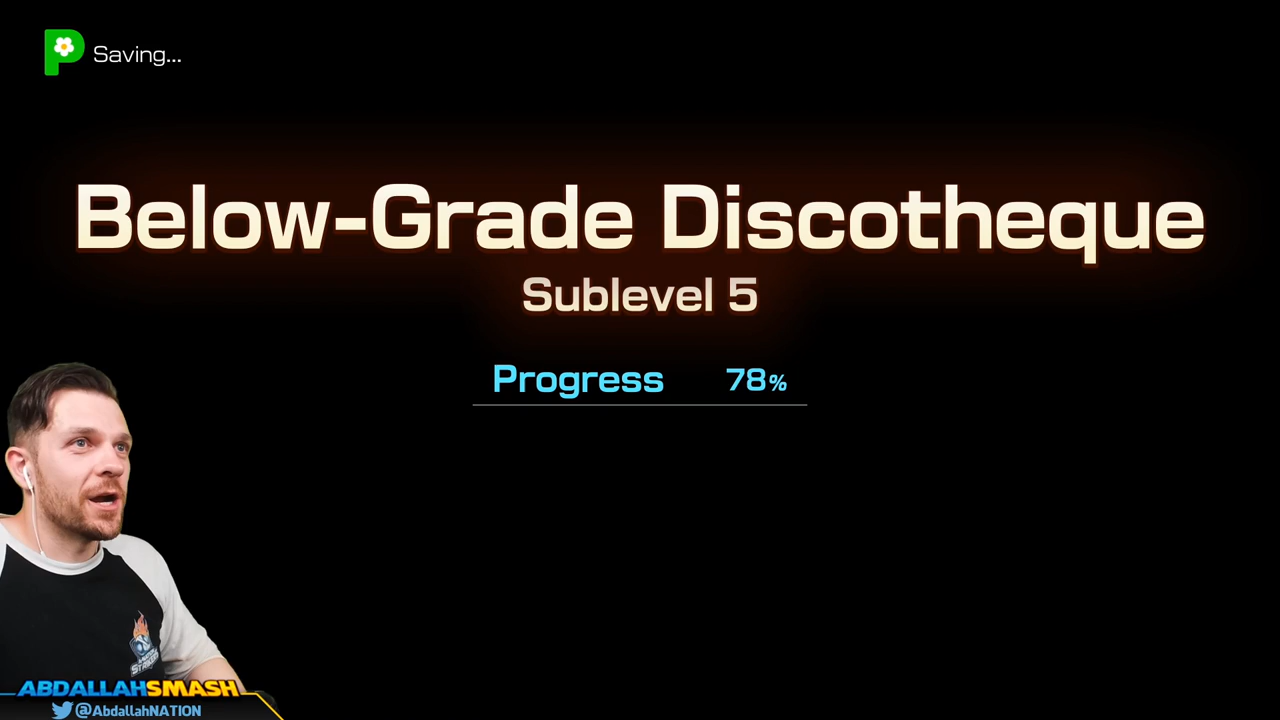 Saving...
Below-Grade Discotheque
Sublevel 5
Progress 78%
ABDALLAHSMASH
@AbdallahNATION